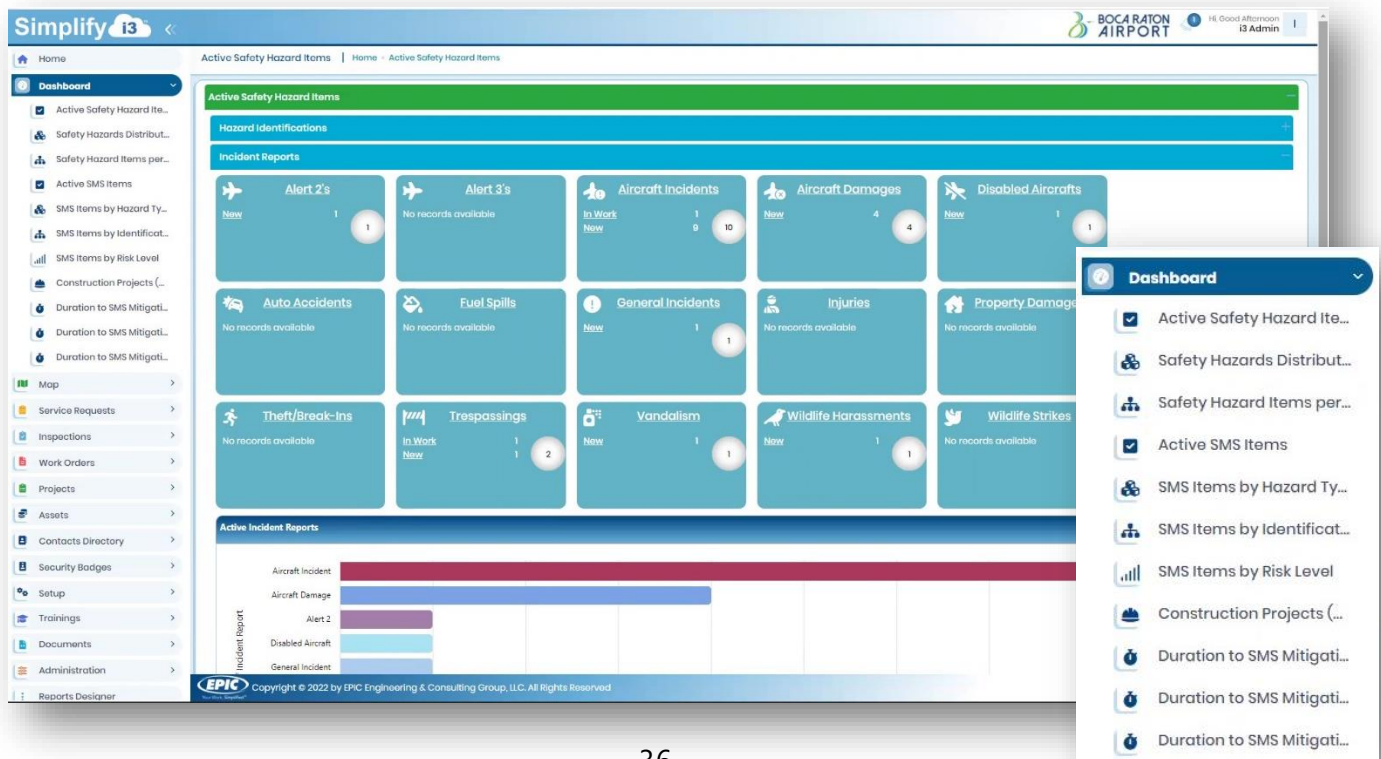 Simplify i3 «
BOCA RATON
AIRPORT
Hi, Good Afternoon
i3 Admin
I
Home
Dashboard
Active Safety Hazard Ite...
Safety Hazards Distribut...
Safety Hazard Items per...
Active SMS Items
SMS Items by Hazard Ty...
SMS Items by Identificat...
SMS Items by Risk Level
Construction Projects (...
Duration to SMS Mitigati...
Duration to SMS Mitigati...
Duration to SMS Mitigati...
Map
Service Requests
Inspections
Work Orders
Projects
Assets
Contacts Directory
Security Badges
Setup
Trainings
Documents
Administration
Reports Designer
Active Safety Hazard Items | Home - Active Safety Hazard Items
Active Safety Hazard Items
Hazard Identifications
Incident Reports
Alert 2's
New 1
1
Alert 3's
No records available
Aircraft Incidents
In Work 1
New 9
10
Aircraft Damages
New 4
4
Disabled Aircrafts
New 1
1
Auto Accidents
No records available
Fuel Spills
No records available
General Incidents
New 1
1
Injuries
No records available
Property Damage
No records available
Theft/Break-Ins
No records available
Trespassings
In Work 1
New 1
2
Vandalism
New 1
1
Wildlife Harassments
New 1
1
Wildlife Strikes
No records available
Active Incident Reports
Incident Report
Aircraft Incident
Aircraft Damage
Alert 2
Disabled Aircraft
General Incident
EPIC
Copyright © 2022 by EPIC Engineering & Consulting Group, LLC. All Rights Reserved
Dashboard
Active Safety Hazard Ite...
Safety Hazards Distribut...
Safety Hazard Items per...
Active SMS Items
SMS Items by Hazard Ty...
SMS Items by Identificat...
SMS Items by Risk Level
Construction Projects (...
Duration to SMS Mitigati...
Duration to SMS Mitigati...
Duration to SMS Mitigati...
26